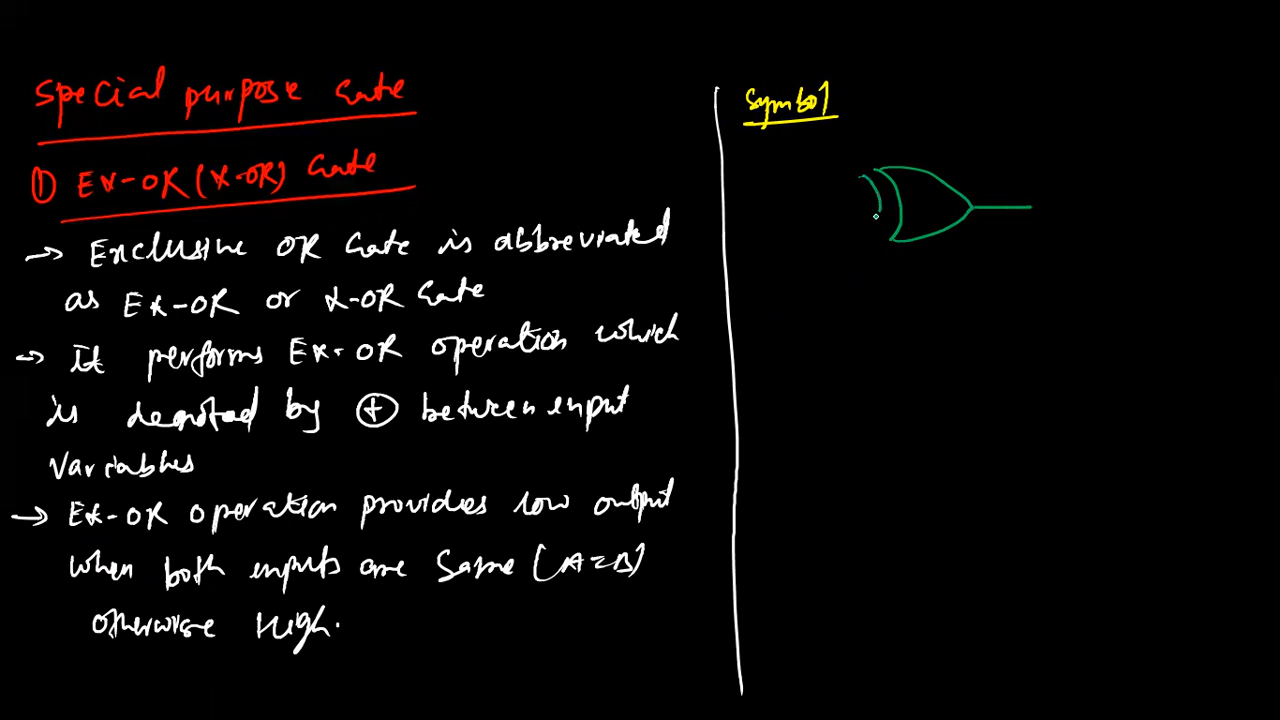 Special purpose Gate
① EX-OR (X-OR) Gate
→ Exclusive OR Gate is abbreviated
as EX-OR or X-OR Gate
→ It performs EX-OR operation which
is denoted by ⊕ between input
Variables
→ EX-OR operation provides low output
when both inputs are Same (A=B)
otherwise High.
Symbol